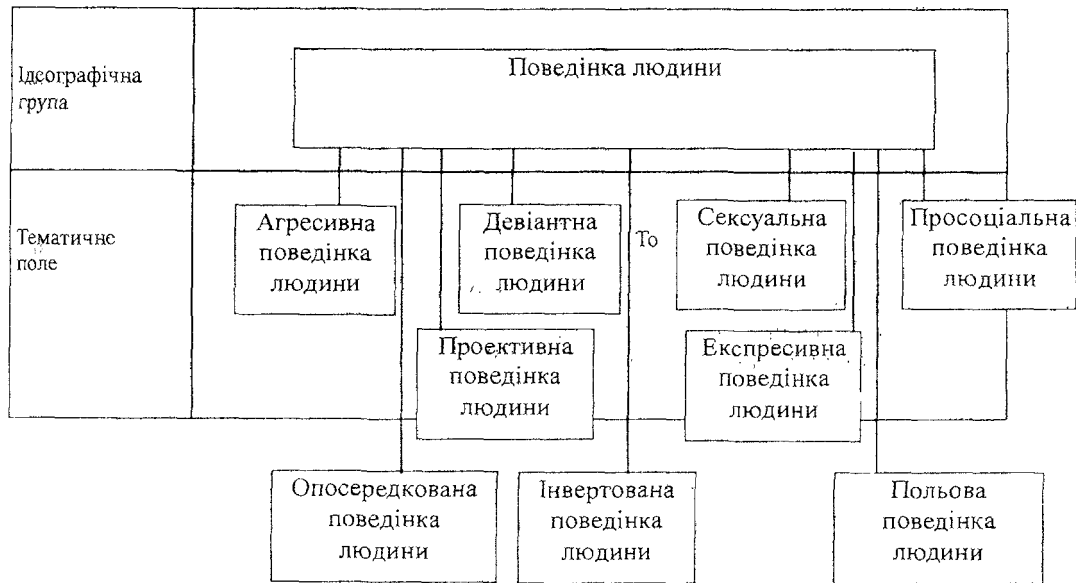 Ідеографічна
група
Поведінка людини
Тематичне
поле
Агресивна
поведінка
людини
Девіантна
поведінка
людини
То
Сексуальна
поведінка
людини
Просоціальна
поведінка
людини
Проективна
поведінка
людини
Експресивна
поведінка
людини
Опосередкована
поведінка
людини
Інвертована
поведінка
людини
Польова
поведінка
людини